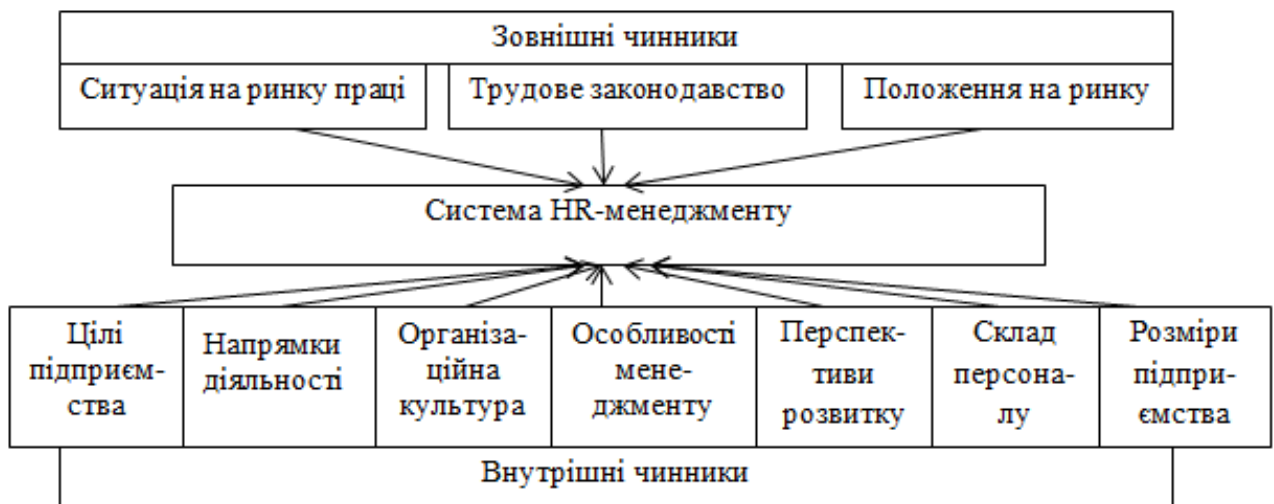 Зовнішні чинники
Ситуація на ринку праці
Трудове законодавство
Положення на ринку
Система HR-менеджменту
Цілі
підприєм-
ства
Напрямки
діяльності
Організа-
ційна
культура
Особливості
мене-
джменту
Перспек-
тиви
розвитку
Склад
персона-
лу
Розміри
підпри-
ємства
Внутрішні чинники